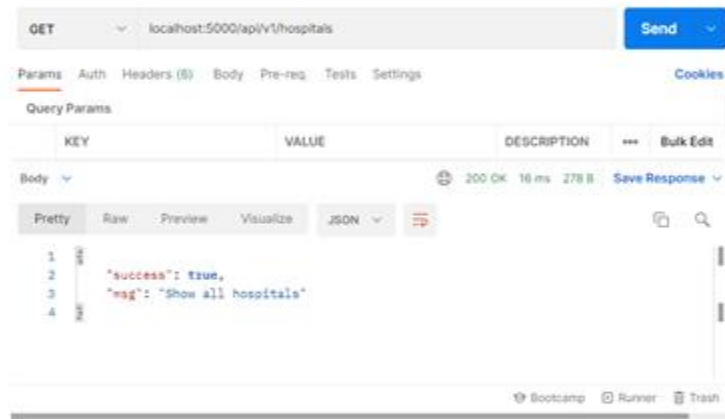 GET localhost:5000/api/v1/hospitals Send
Params Auth Headers (6) Body Pre-req. Tests Settings Cookies
Query Params
KEY VALUE DESCRIPTION ••• Bulk Edit
Body 200 OK 16 ms 278 B Save Response
Pretty Raw Preview Visualize JSON
1 {
2 "success": true,
3 "msg": "Show all hospitals"
4 }
Bootcamp Runner Trash